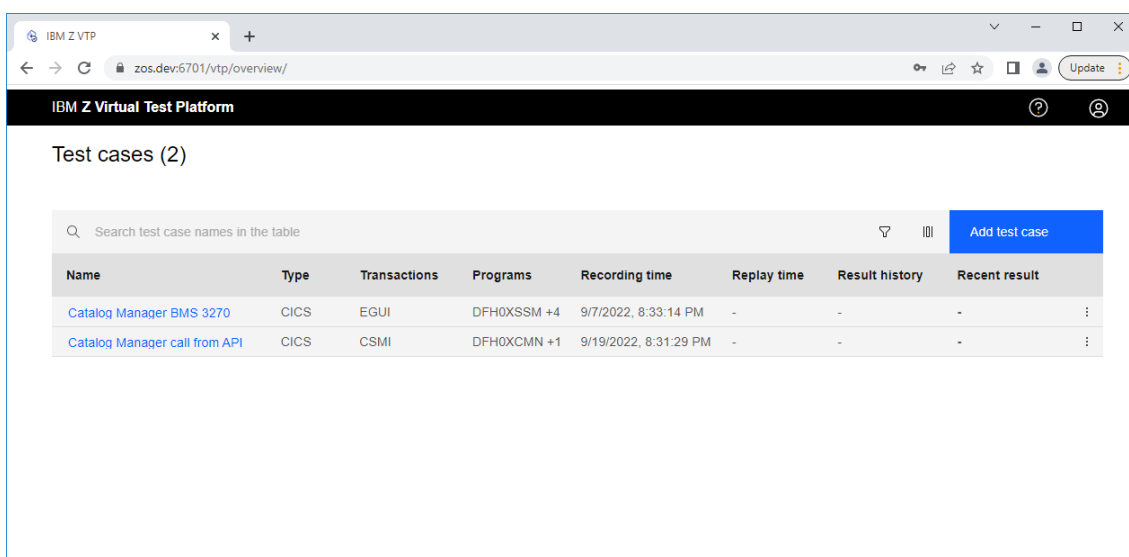 IBM Z VTP
zos.dev:6701/vtp/overview/
Update
IBM Z Virtual Test Platform
Test cases (2)
Search test case names in the table
Add test case
Name Type Transactions Programs Recording time Replay time Result history Recent result
Catalog Manager BMS 3270 CICS EGUI DFH0XSSM +4 9/7/2022, 8:33:14 PM - - -
Catalog Manager call from API CICS CSMI DFH0XCMN +1 9/19/2022, 8:31:29 PM - - -